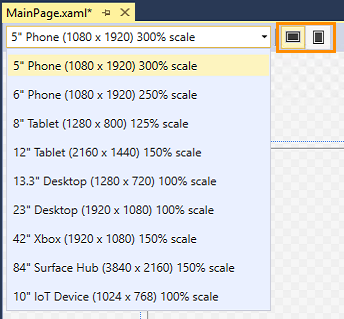 MainPage.xaml*
5" Phone (1080 x 1920) 300% scale
5" Phone (1080 x 1920) 300% scale
6" Phone (1080 x 1920) 250% scale
8" Tablet (1280 x 800) 125% scale
12" Tablet (2160 x 1440) 150% scale
13.3" Desktop (1280 x 720) 100% scale
23" Desktop (1920 x 1080) 100% scale
42" Xbox (1920 x 1080) 150% scale
84" Surface Hub (3840 x 2160) 150% scale
10" IoT Device (1024 x 768) 100% scale